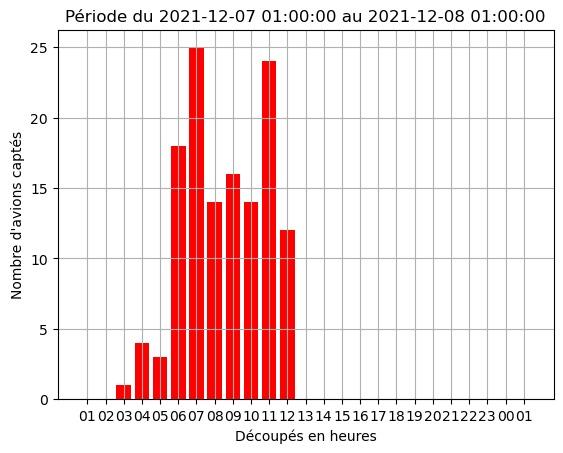 Période du 2021-12-07 01:00:00 au 2021-12-08 01:00:00
25
20
15
10
5
0
Nombre d'avions captés
01 02 03 04 05 06 07 08 09 10 11 12 13 14 15 16 17 18 19 20 21 22 23 00 01
Découpés en heures